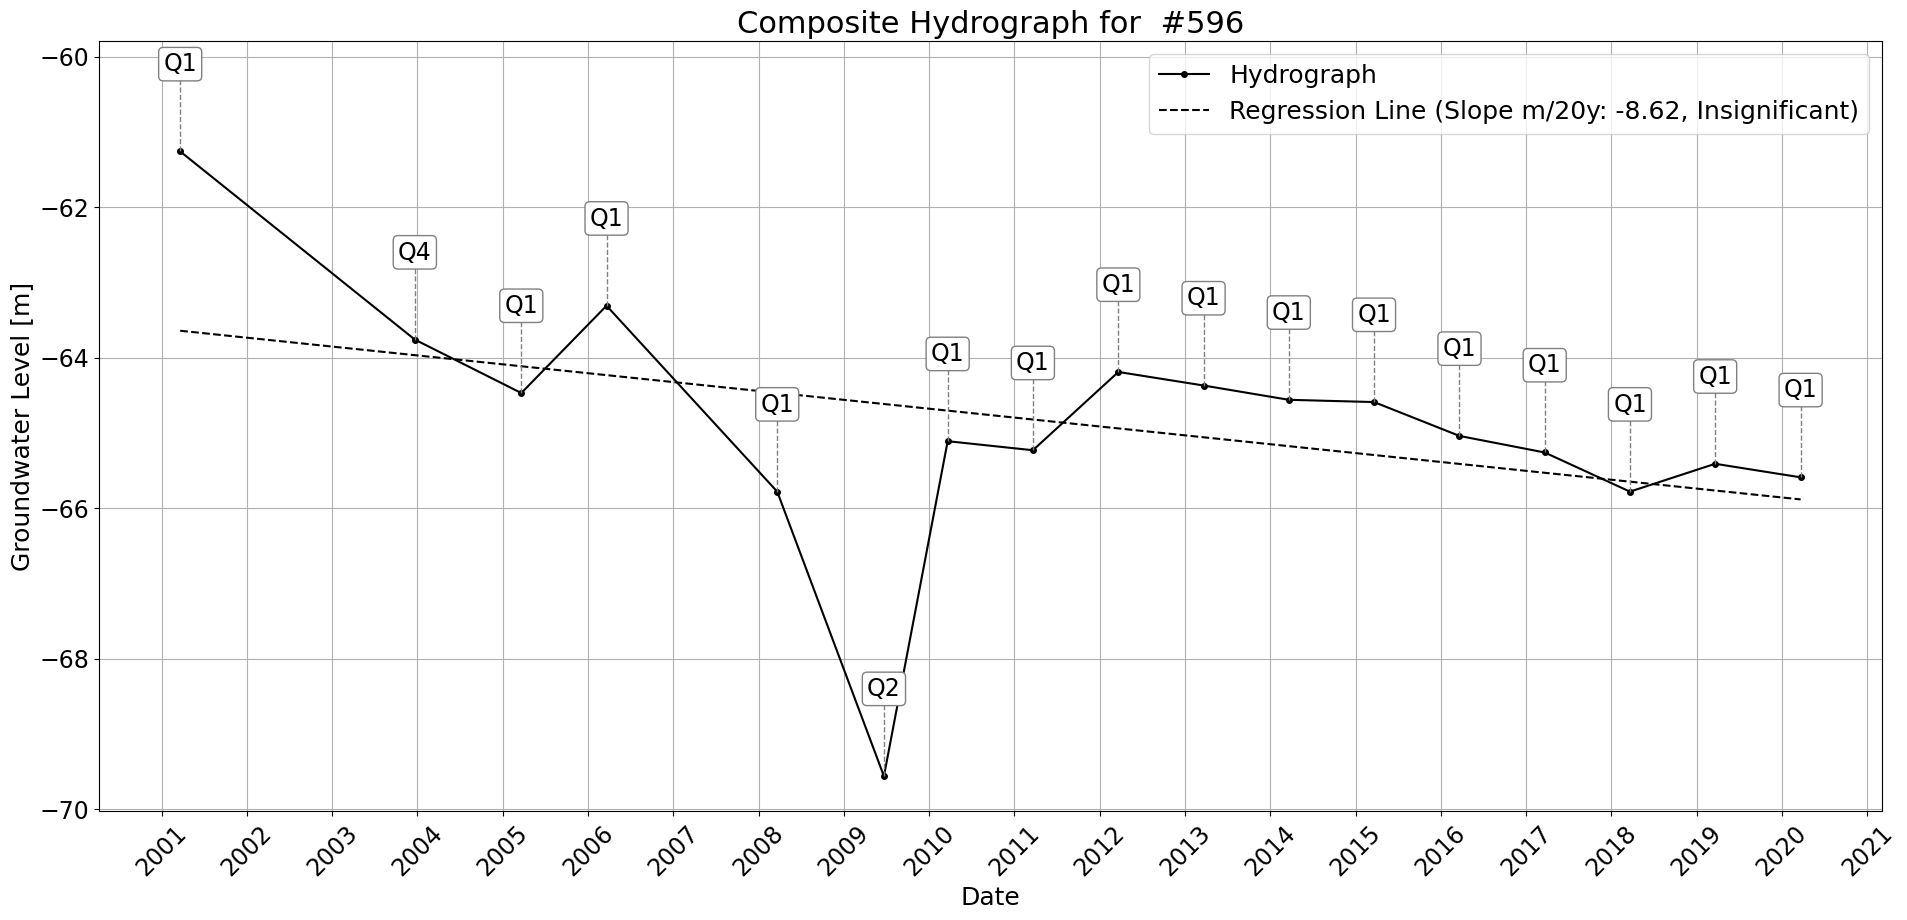 Composite Hydrograph for  #596
Hydrograph
Regression Line (Slope m/20y: -8.62, Insignificant)
Groundwater Level [m]
−60
−62
−64
−66
−68
−70
Q1
Q4
Q1
Q1
Q1
Q2
Q1
Q1
Q1
Q1
Q1
Q1
Q1
Q1
Q1
Q1
Q1
2001
2002
2003
2004
2005
2006
2007
2008
2009
2010
2011
2012
2013
2014
2015
2016
2017
2018
2019
2020
2021
Date